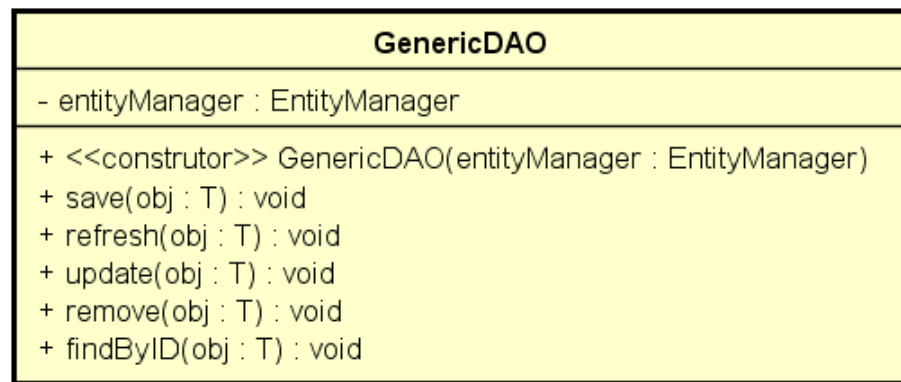 GenericDAO
- entityManager : EntityManager
+ <<construtor>> GenericDAO(entityManager : EntityManager)
+ save(obj : T) : void
+ refresh(obj : T) : void
+ update(obj : T) : void
+ remove(obj : T) : void
+ findByID(obj : T) : void